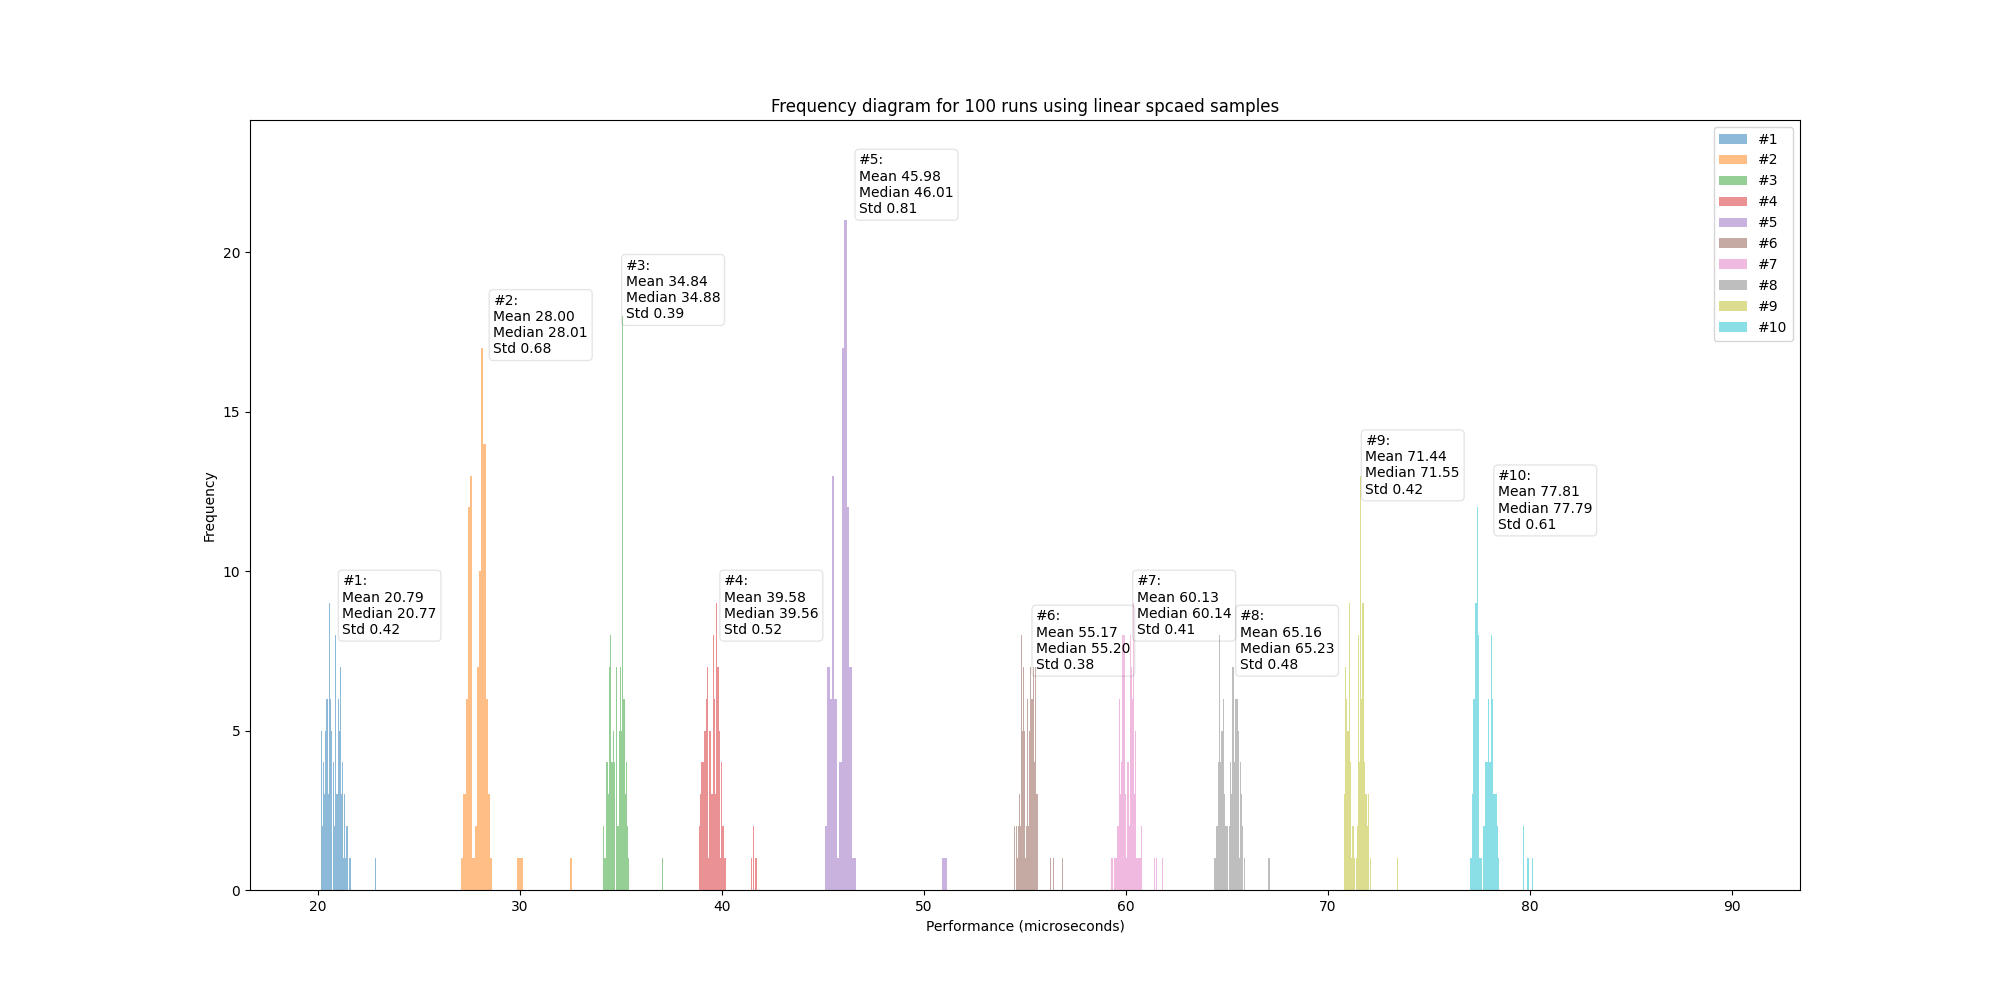 Frequency diagram for 100 runs using linear spcaed samples
#1
#2
#3
#4
#5
#6
#7
#8
#9
#10
#5:
Mean 45.98
Median 46.01
Std 0.81
#3:
Mean 34.84
Median 34.88
Std 0.39
#2:
Mean 28.00
Median 28.01
Std 0.68
#9:
Mean 71.44
Median 71.55
Std 0.42
#10:
Mean 77.81
Median 77.79
Std 0.61
#1:
Mean 20.79
Median 20.77
Std 0.42
#4:
Mean 39.58
Median 39.56
Std 0.52
#7:
Mean 60.13
Median 60.14
Std 0.41
#6:
Mean 55.17
Median 55.20
Std 0.38
#8:
Mean 65.16
Median 65.23
Std 0.48
Frequency
20
15
10
5
0
20 30 40 50 60 70 80 90
Performance (microseconds)